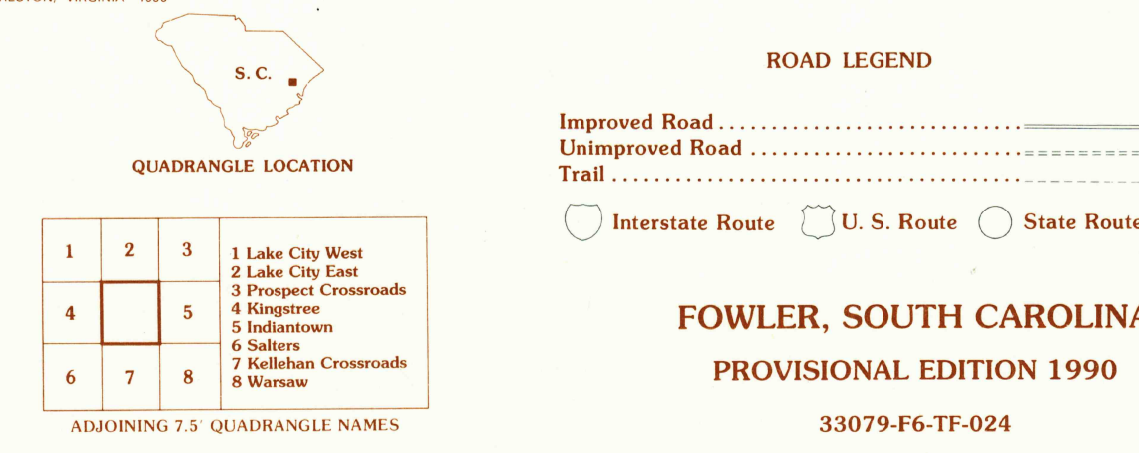 VIRGINIA
S. C.
QUADRANGLE LOCATION
1 2 3
4 5
6 7 8
1 Lake City West
2 Lake City East
3 Prospect Crossroads
4 Kingstree
5 Indiantown
6 Salters
7 Kellehan Crossroads
8 Warsaw
ADJOINING 7.5′ QUADRANGLE NAMES
ROAD LEGEND
Improved Road
Unimproved Road
Trail
Interstate Route U. S. Route State Route
FOWLER, SOUTH CAROLINA
PROVISIONAL EDITION 1990
33079-F6-TF-024